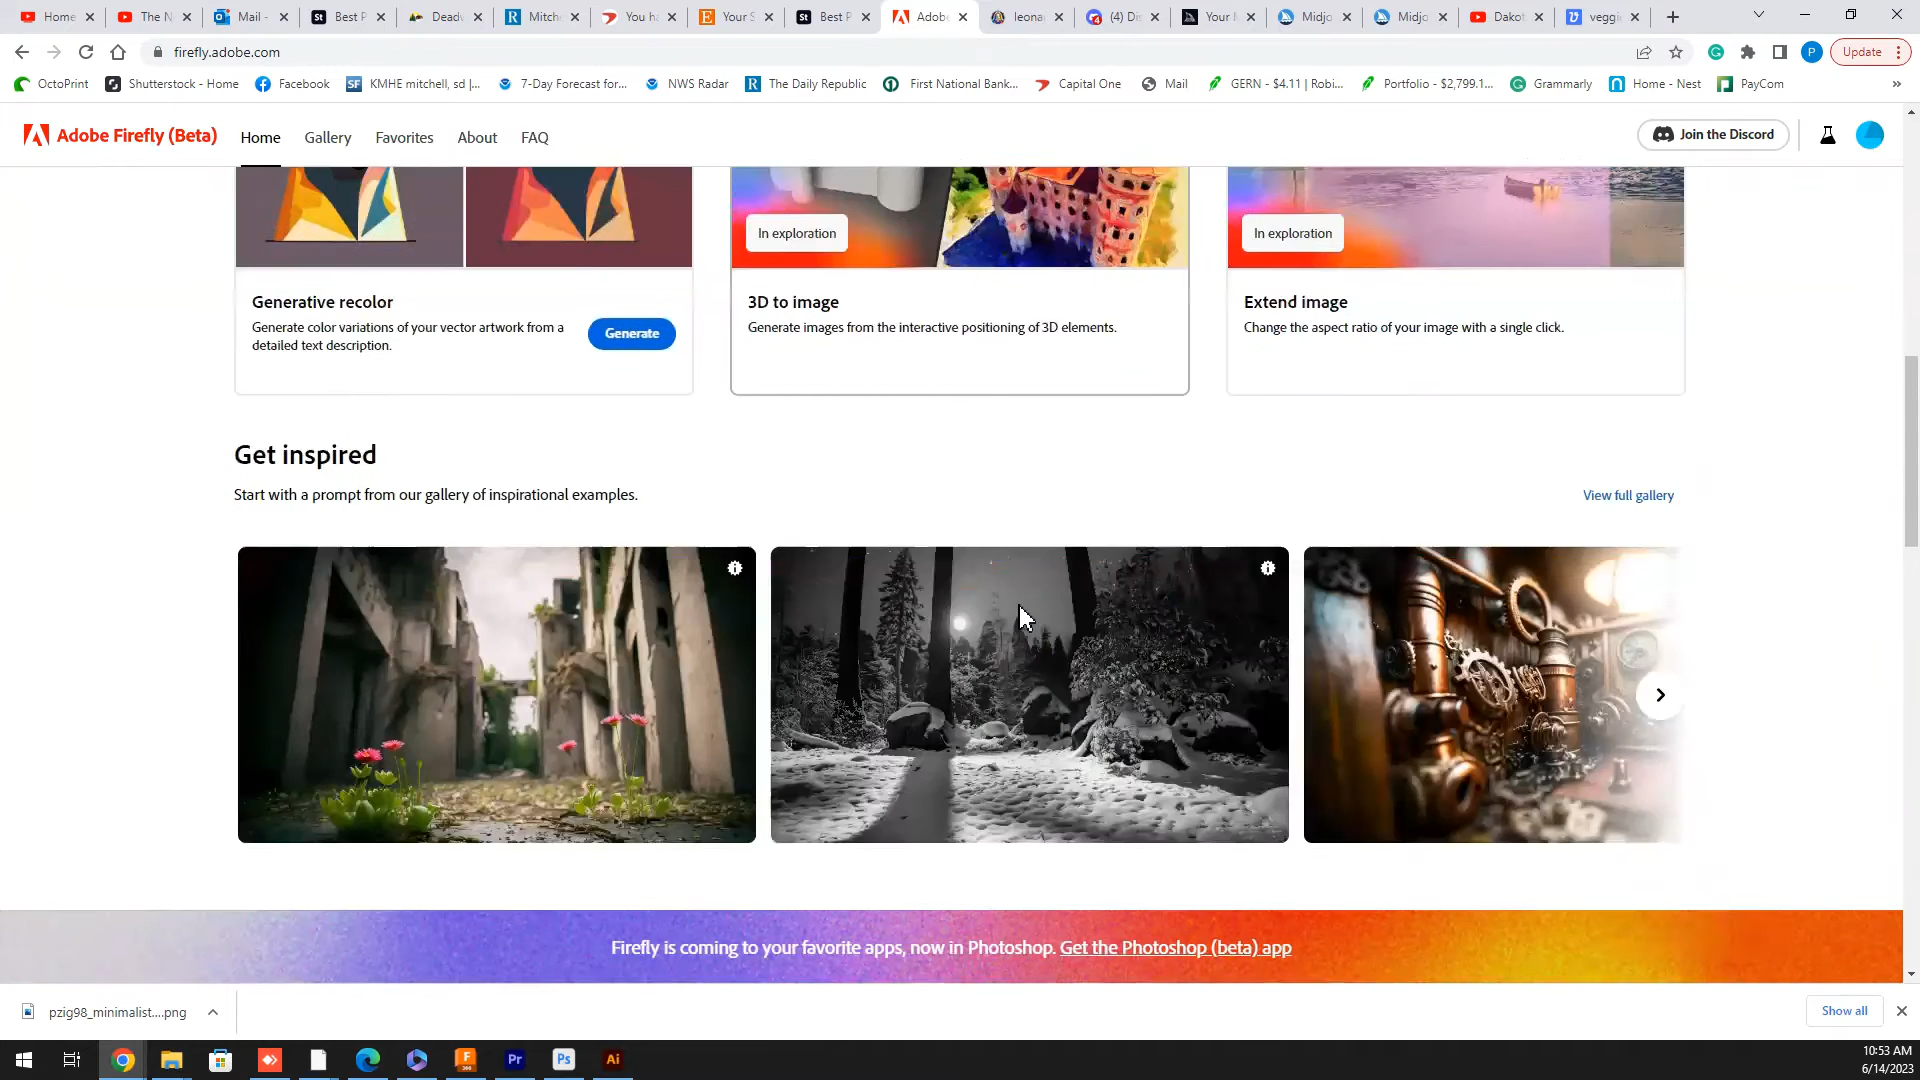 Home
The N
Mail -
Best P
Deadv
Mitch
You ha
Your S
Best P
Adobe
leona
(4) Di
Your
Midjo
Midjo
Dakot
veggi
firefly.adobe.com
Update
OctoPrint
Shutterstock - Home
Facebook
KMHE mitchell, sd |...
7-Day Forecast for...
NWS Radar
The Daily Republic
First National Bank...
Capital One
Mail
GERN - $4.11 | Robi...
Portfolio - $2,799.1...
Grammarly
Home - Nest
PayCom
Adobe Firefly (Beta)
Home
Gallery
Favorites
About
FAQ
Join the Discord
In exploration
In exploration
Generative recolor
Generate color variations of your vector artwork from a
detailed text description.
Generate
3D to image
Generate images from the interactive positioning of 3D elements.
Extend image
Change the aspect ratio of your image with a single click.
Get inspired
Start with a prompt from our gallery of inspirational examples.
View full gallery
Firefly is coming to your favorite apps, now in Photoshop. Get the Photoshop (beta) app
pzig98_minimalist....png
Show all
Pr
Ps
Ai
10:53 AM
6/14/2023